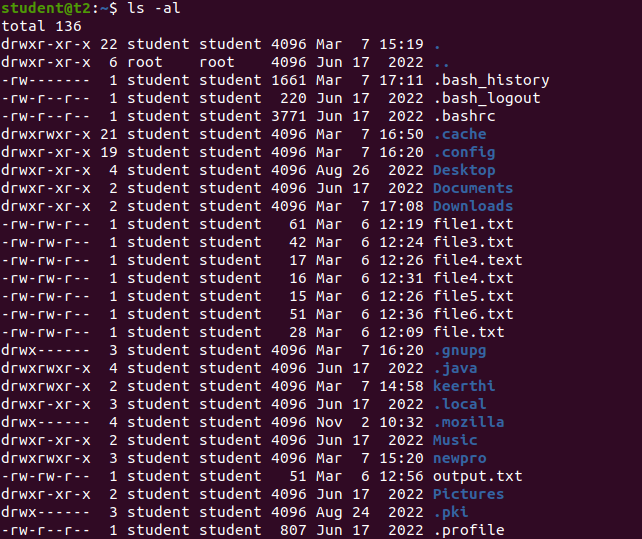 student@t2:~$ ls -al
total 136
drwxr-xr-x 22 student student 4096 Mar  7 15:19 .
drwxr-xr-x  6 root    root    4096 Jun 17  2022 ..
-rw-------  1 student student 1661 Mar  7 17:11 .bash_history
-rw-r--r--  1 student student  220 Jun 17  2022 .bash_logout
-rw-r--r--  1 student student 3771 Jun 17  2022 .bashrc
drwxrwxr-x 21 student student 4096 Mar  7 16:50 .cache
drwxr-xr-x 19 student student 4096 Mar  7 16:20 .config
drwxr-xr-x  4 student student 4096 Aug 26  2022 Desktop
drwxr-xr-x  2 student student 4096 Jun 17  2022 Documents
drwxr-xr-x  2 student student 4096 Mar  7 17:08 Downloads
-rw-rw-r--  1 student student   61 Mar  6 12:19 file1.txt
-rw-rw-r--  1 student student   42 Mar  6 12:24 file3.txt
-rw-rw-r--  1 student student   17 Mar  6 12:26 file4.text
-rw-rw-r--  1 student student   16 Mar  6 12:31 file4.txt
-rw-rw-r--  1 student student   15 Mar  6 12:26 file5.txt
-rw-rw-r--  1 student student   51 Mar  6 12:36 file6.txt
-rw-rw-r--  1 student student   28 Mar  6 12:09 file.txt
drwx------  3 student student 4096 Mar  7 16:20 .gnupg
drwxrwxr-x  4 student student 4096 Jun 17  2022 .java
drwxrwxr-x  2 student student 4096 Mar  7 14:58 keerthi
drwxr-xr-x  3 student student 4096 Jun 17  2022 .local
drwx------  4 student student 4096 Nov  2 10:32 .mozilla
drwxr-xr-x  2 student student 4096 Jun 17  2022 Music
drwxrwxr-x  3 student student 4096 Mar  7 15:20 newpro
-rw-rw-r--  1 student student   51 Mar  6 12:56 output.txt
drwxr-xr-x  2 student student 4096 Jun 17  2022 Pictures
drwx------  3 student student 4096 Aug 24  2022 .pki
-rw-r--r--  1 student student  807 Jun 17  2022 .profile